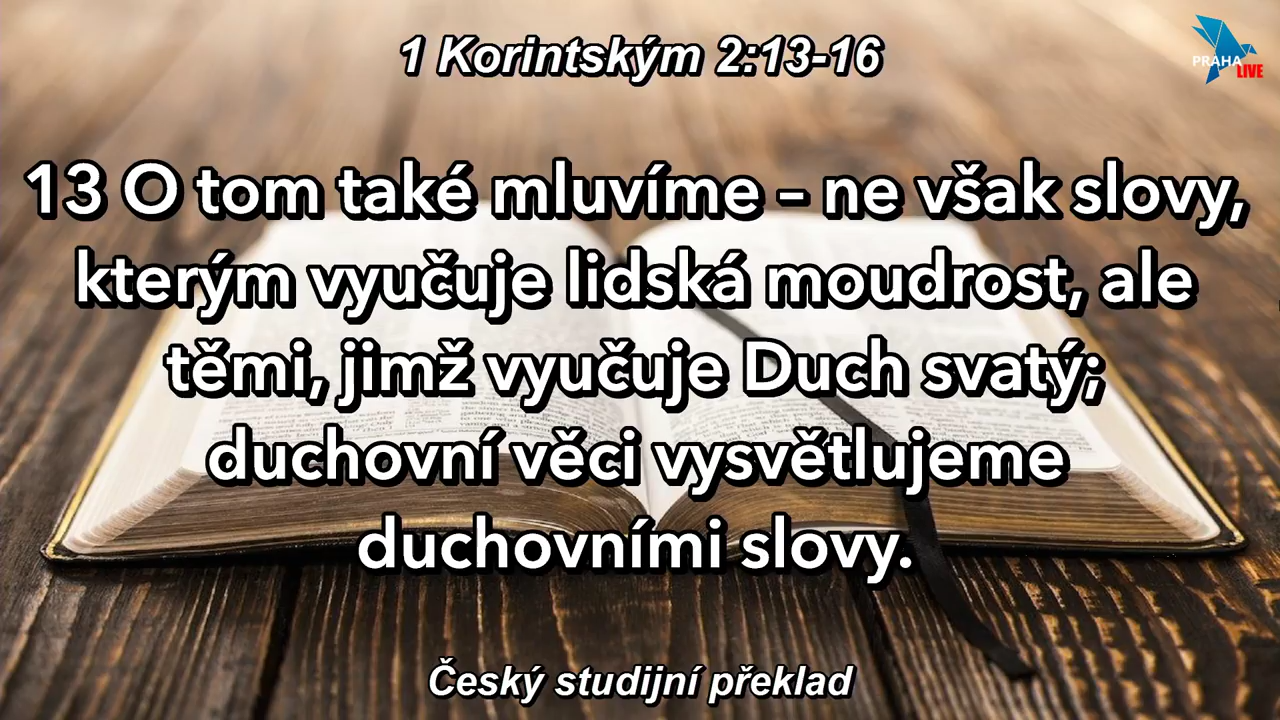 1 Korintským 2:13-16
PRAHA
LIVE
13 O tom také mluvíme – ne však slovy,
kterým vyučuje lidská moudrost, ale
těmi, jimž vyučuje Duch svatý;
duchovní věci vysvětlujeme
duchovními slovy.
Český studijní překlad